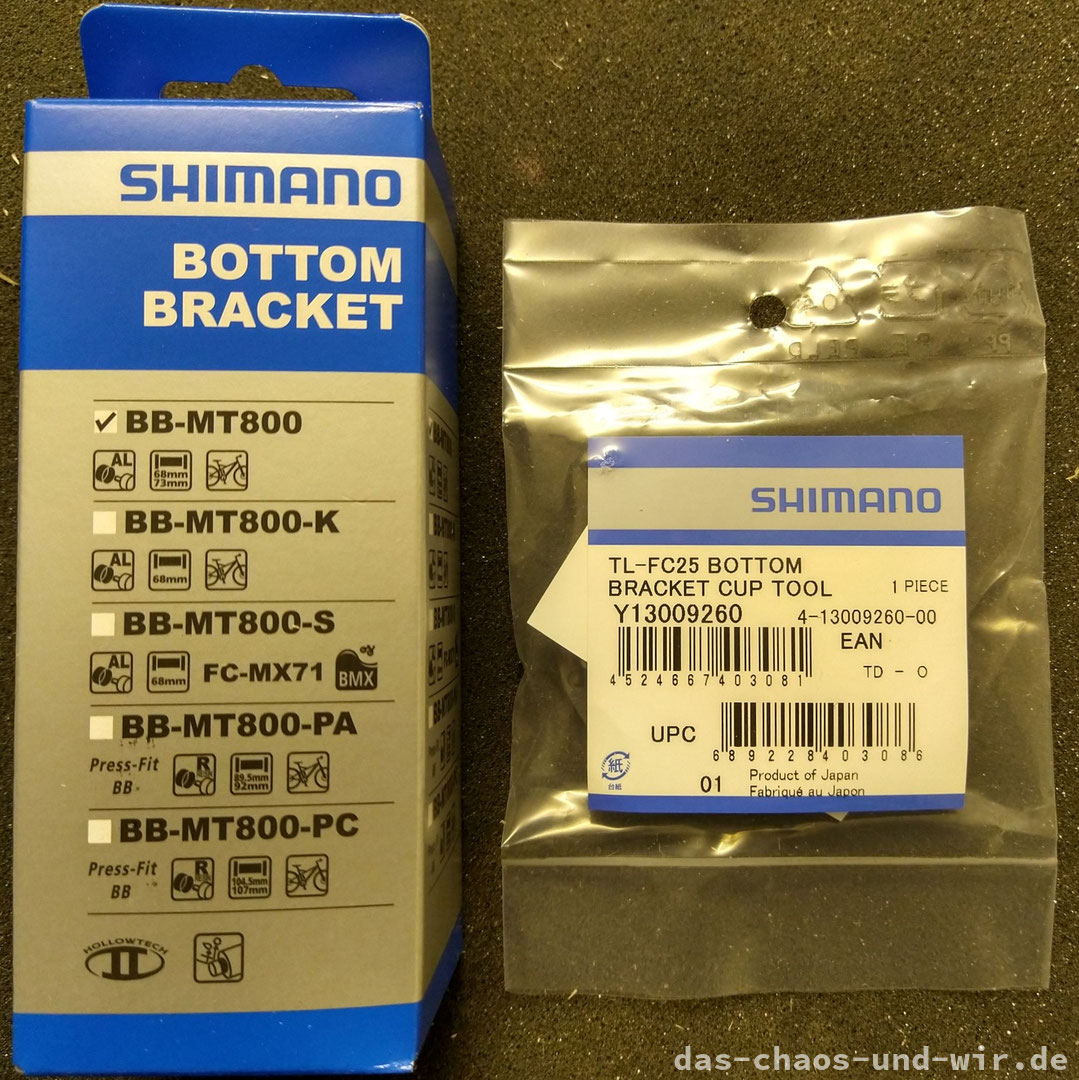 SHIMANO
BOTTOM
BRACKET
BB-MT800
AL
68mm
73mm
BB-MT800-K
AL
68mm
BB-MT800-S
AL
68mm
FC-MX71
BMX
BB-MT800-PA
Press-Fit
BB
R
89.5mm
92mm
BB-MT800-PC
Press-Fit
BB
R
104.5mm
107mm
HOLLOWTECH
II
SHIMANO
TL-FC25 BOTTOM
BRACKET CUP TOOL 1 PIECE
Y13009260 4-13009260-00
EAN
4524667403081
TD - O
UPC
689228403086
紙
台紙
01
Product of Japan
Fabriqué au Japon
das-chaos-und-wir.de